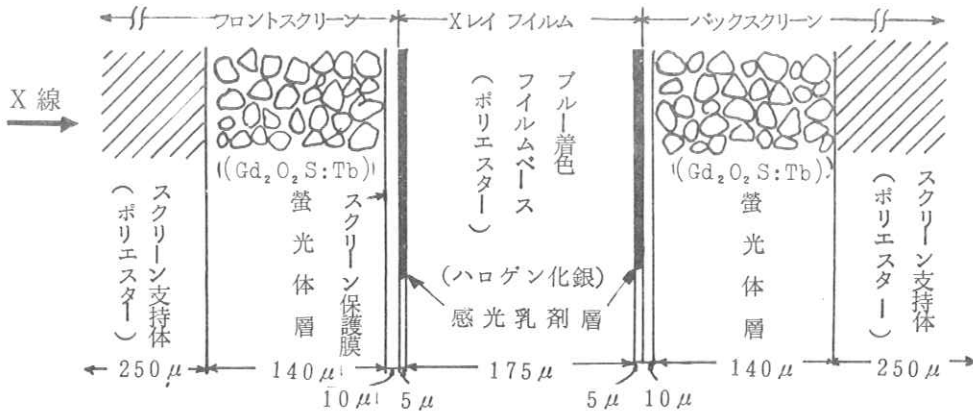 フロントスクリーン
Xレイフイルム
バックスクリーン
X線
(Gd₂O₂S:Tb)
螢光体層
スクリーン支持体
(ポリエスター)
スクリーン保護膜
ブルー着色
フイルムベース
(ポリエスター)
(ハロゲン化銀)
感光乳剤層
(Gd₂O₂S:Tb)
螢光体層
スクリーン支持体
(ポリエスター)
250μ
140μ
175μ
140μ
250μ
10μ
5μ
5μ
10μ